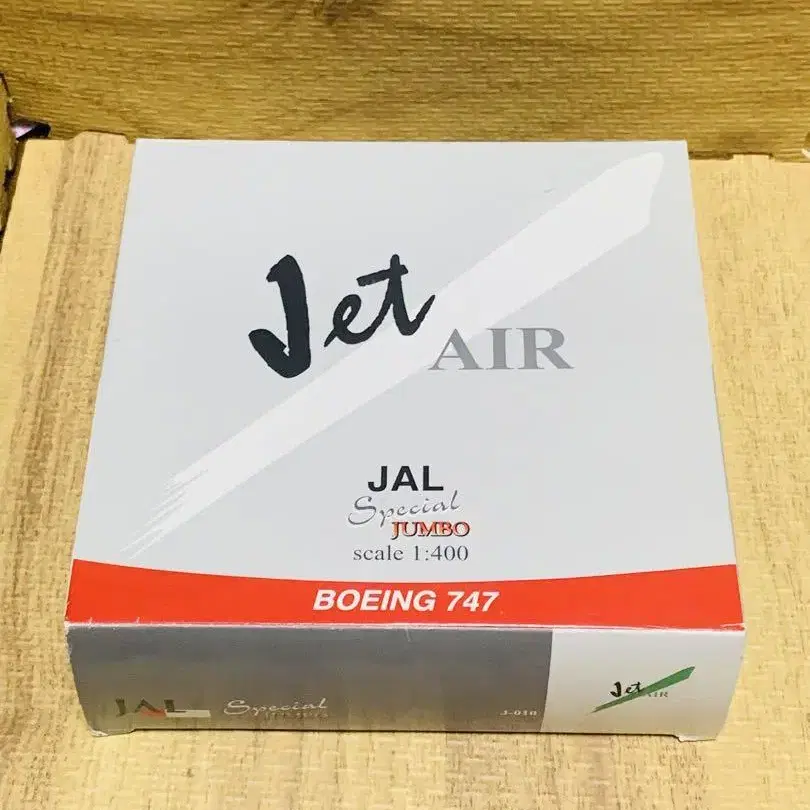 Jet
AIR
JAL
Special
JUMBO
scale 1:400
BOEING 747
JAL
Special
Jet
AIR